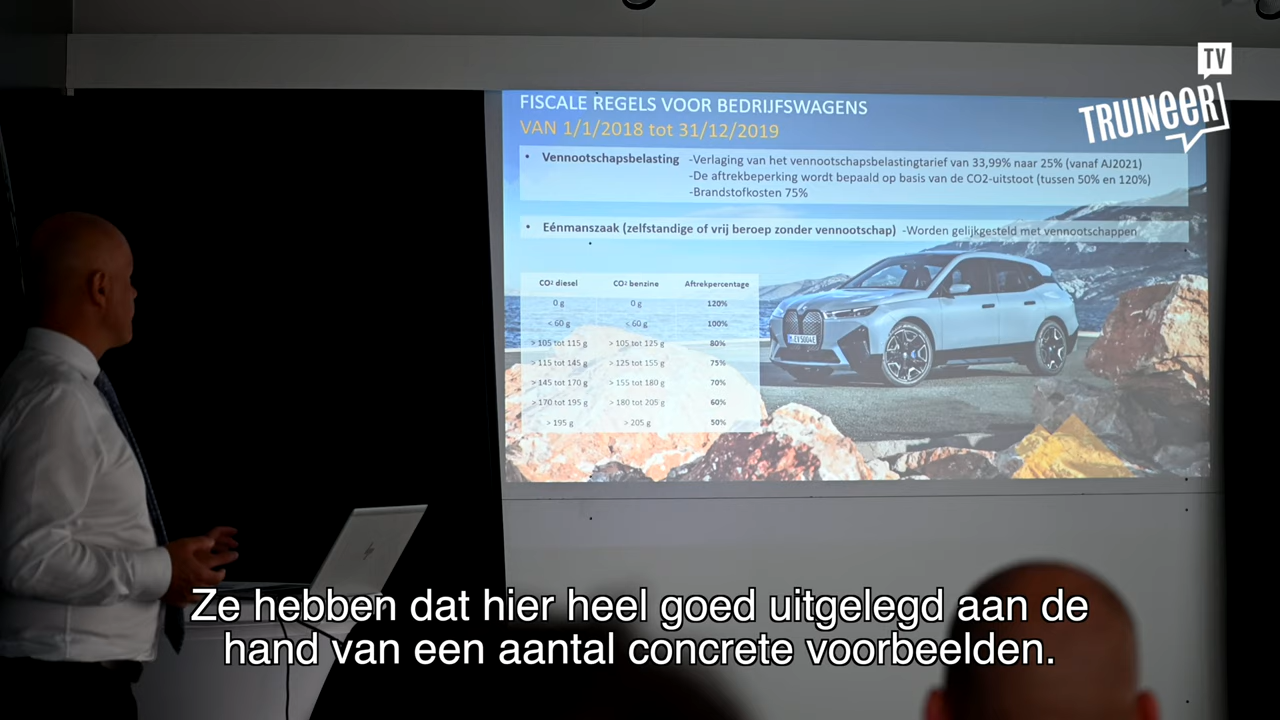 TV
TRUINEER
FISCALE REGELS VOOR BEDRIJFSWAGENS
VAN 1/1/2018 tot 31/12/2019
• Vennootschapsbelasting -Verlaging van het vennootschapsbelastingtarief van 33,99% naar 25% (vanaf AJ2021)
-De aftrekbeperking wordt bepaald op basis van de CO2-uitstoot (tussen 50% en 120%)
-Brandstofkosten 75%
• Eénmanszaak (zelfstandige of vrij beroep zonder vennootschap) -Worden gelijkgesteld met vennootschappen
CO² diesel CO² benzine Aftrekpercentage
0 g 0 g 120%
< 60 g < 60 g 100%
> 105 tot 115 g > 105 tot 125 g 80%
> 115 tot 145 g > 125 tot 155 g 75%
> 145 tot 170 g > 155 tot 180 g 70%
> 170 tot 195 g > 180 tot 205 g 60%
> 195 g > 205 g 50%
Ze hebben dat hier heel goed uitgelegd aan de
hand van een aantal concrete voorbeelden.